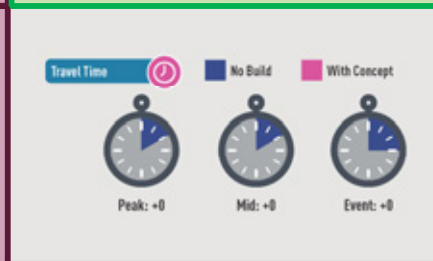 Travel Time No Build With Concept
Peak: +0 Mid: +0 Event: +0